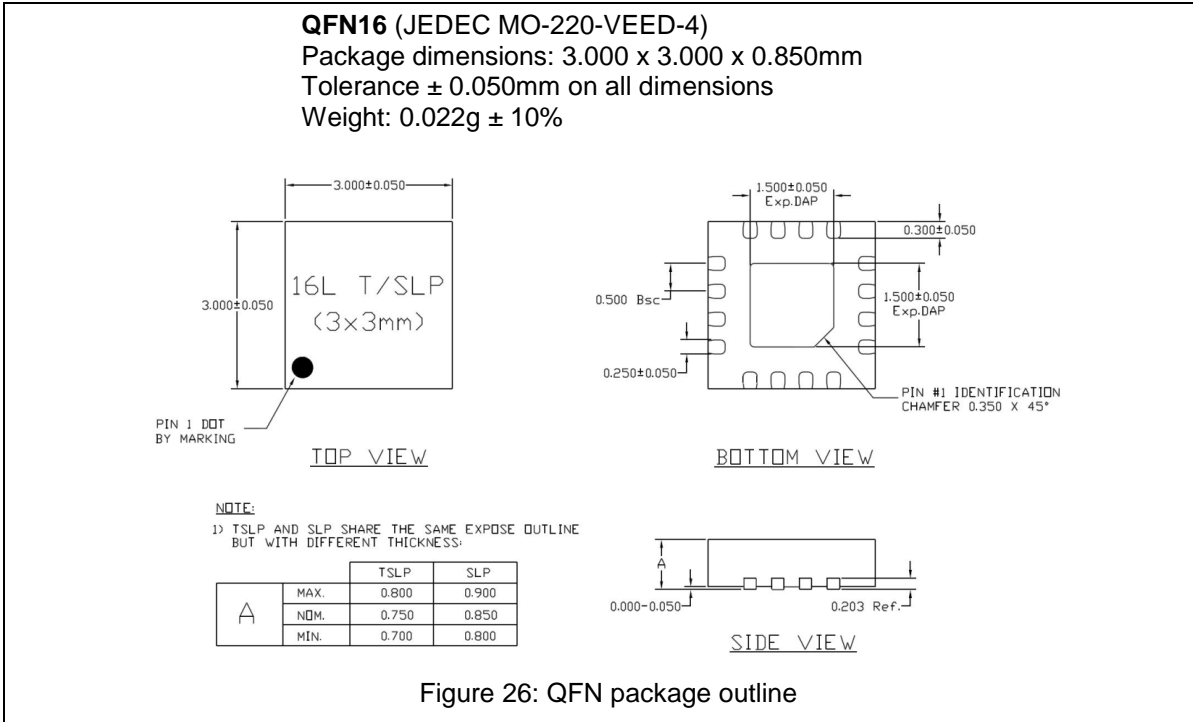 QFN16 (JEDEC MO-220-VEED-4)
Package dimensions: 3.000 x 3.000 x 0.850mm
Tolerance ± 0.050mm on all dimensions
Weight: 0.022g ± 10%
3.000±0.050
3.000±0.050
16L T/SLP
(3x3mm)
PIN 1 DOT
BY MARKING
TOP VIEW
1.500±0.050
Exp.DAP
0.300±0.050
0.500 Bsc
1.500±0.050
Exp.DAP
0.250±0.050
PIN #1 IDENTIFICATION
CHAMFER 0.350 X 45°
BOTTOM VIEW
NOTE:
1) TSLP AND SLP SHARE THE SAME EXPOSE OUTLINE
BUT WITH DIFFERENT THICKNESS:
TSLP SLP
A
MAX. 0.800 0.900
NOM. 0.750 0.850
MIN. 0.700 0.800
A
0.000-0.050
0.203 Ref.
SIDE VIEW
Figure 26: QFN package outline